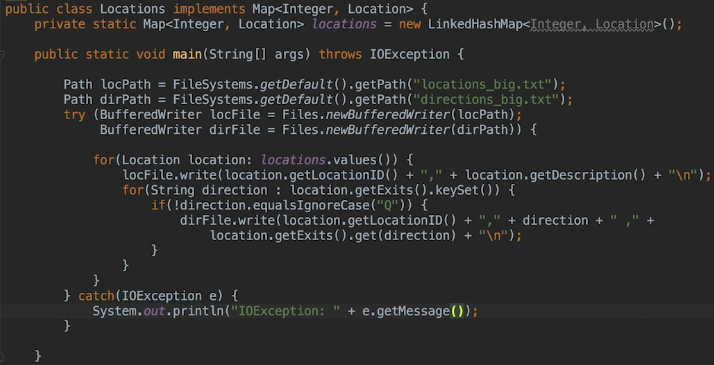 public class Locations implements Map<Integer, Location> {
    private static Map<Integer, Location> locations = new LinkedHashMap<Integer, Location>();
    public static void main(String[] args) throws IOException {
        Path locPath = FileSystems.getDefault().getPath("locations_big.txt");
        Path dirPath = FileSystems.getDefault().getPath("directions_big.txt");
        try (BufferedWriter locFile = Files.newBufferedWriter(locPath);
             BufferedWriter dirFile = Files.newBufferedWriter(dirPath)) {
            for(Location location: locations.values()) {
                locFile.write(location.getLocationID() + "," + location.getDescription() + "\n");
                for(String direction : location.getExits().keySet()) {
                    if(!direction.equalsIgnoreCase("Q")) {
                        dirFile.write(location.getLocationID() + "," + direction + " ," +
                            location.getExits().get(direction) + "\n");
                    }
                }
            }
        } catch(IOException e) {
            System.out.println("IOException: " + e.getMessage());
        }
    }